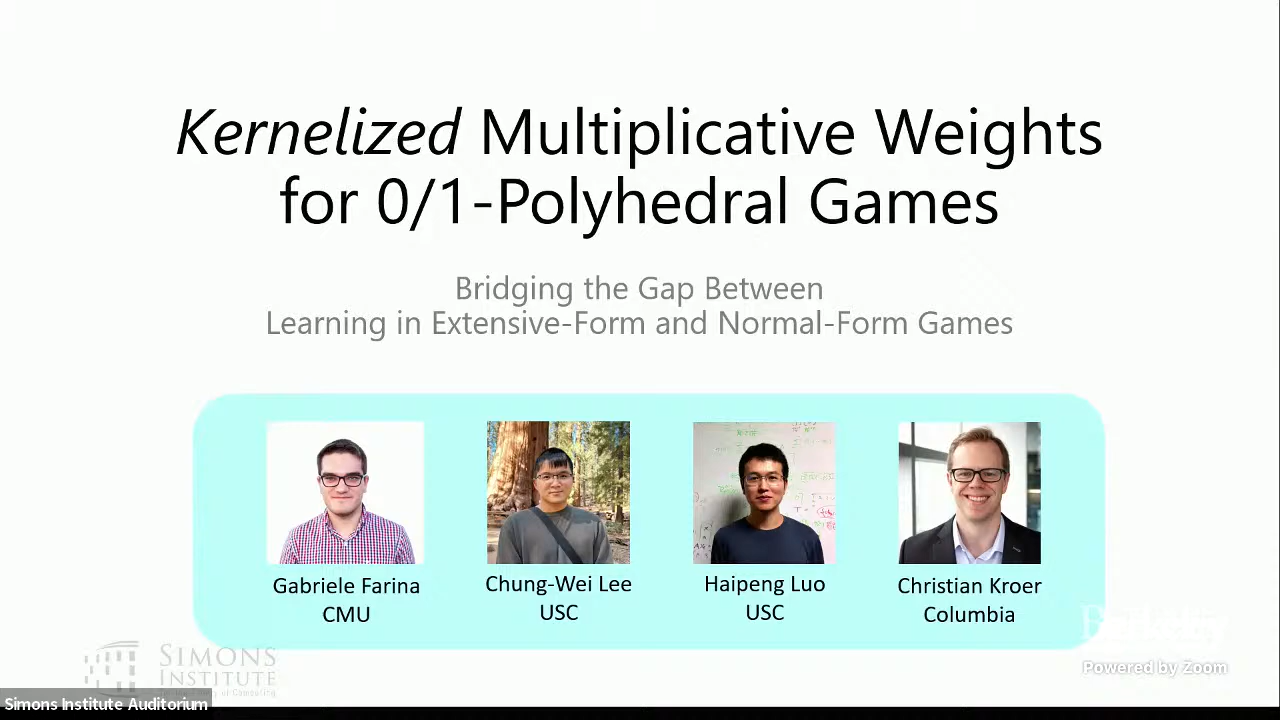 Kernelized Multiplicative Weights
for 0/1-Polyhedral Games
Bridging the Gap Between
Learning in Extensive-Form and Normal-Form Games
Gabriele Farina
CMU
Chung-Wei Lee
USC
Haipeng Luo
USC
Christian Kroer
Columbia
SIMONS
INSTITUTE
Berkeley
Powered by Zoom
Simons Institute Auditorium